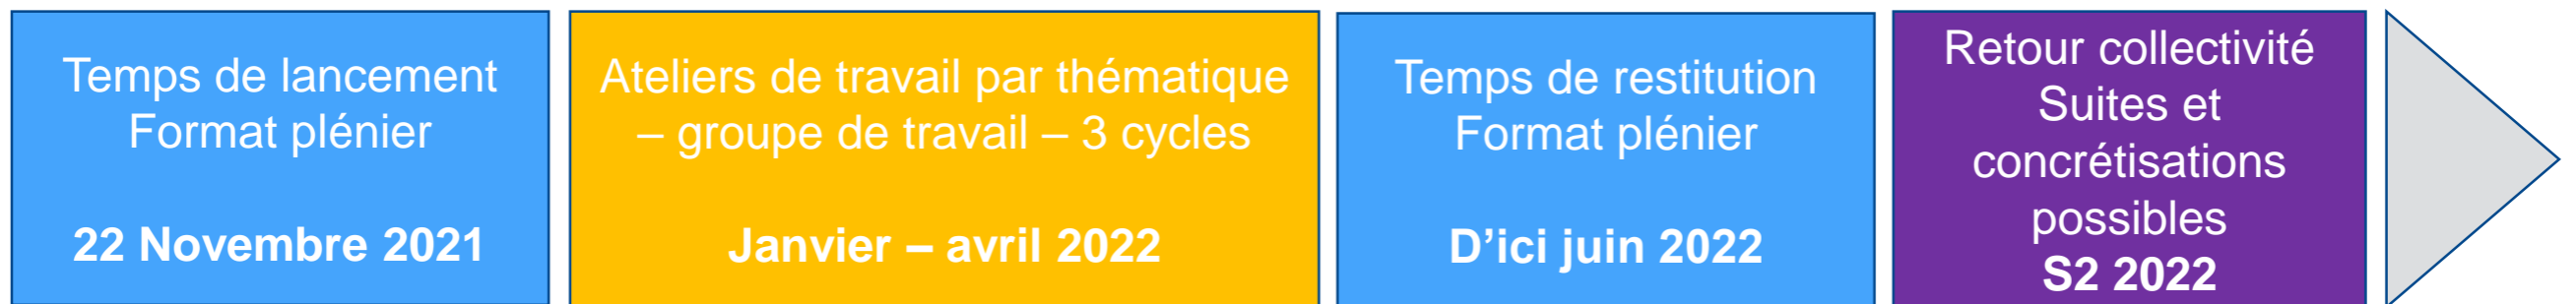 Temps de lancement
Format plénier
22 Novembre 2021
Ateliers de travail par thématique
– groupe de travail – 3 cycles
Janvier – avril 2022
Temps de restitution
Format plénier
D’ici juin 2022
Retour collectivité
Suites et
concrétisations
possibles
S2 2022